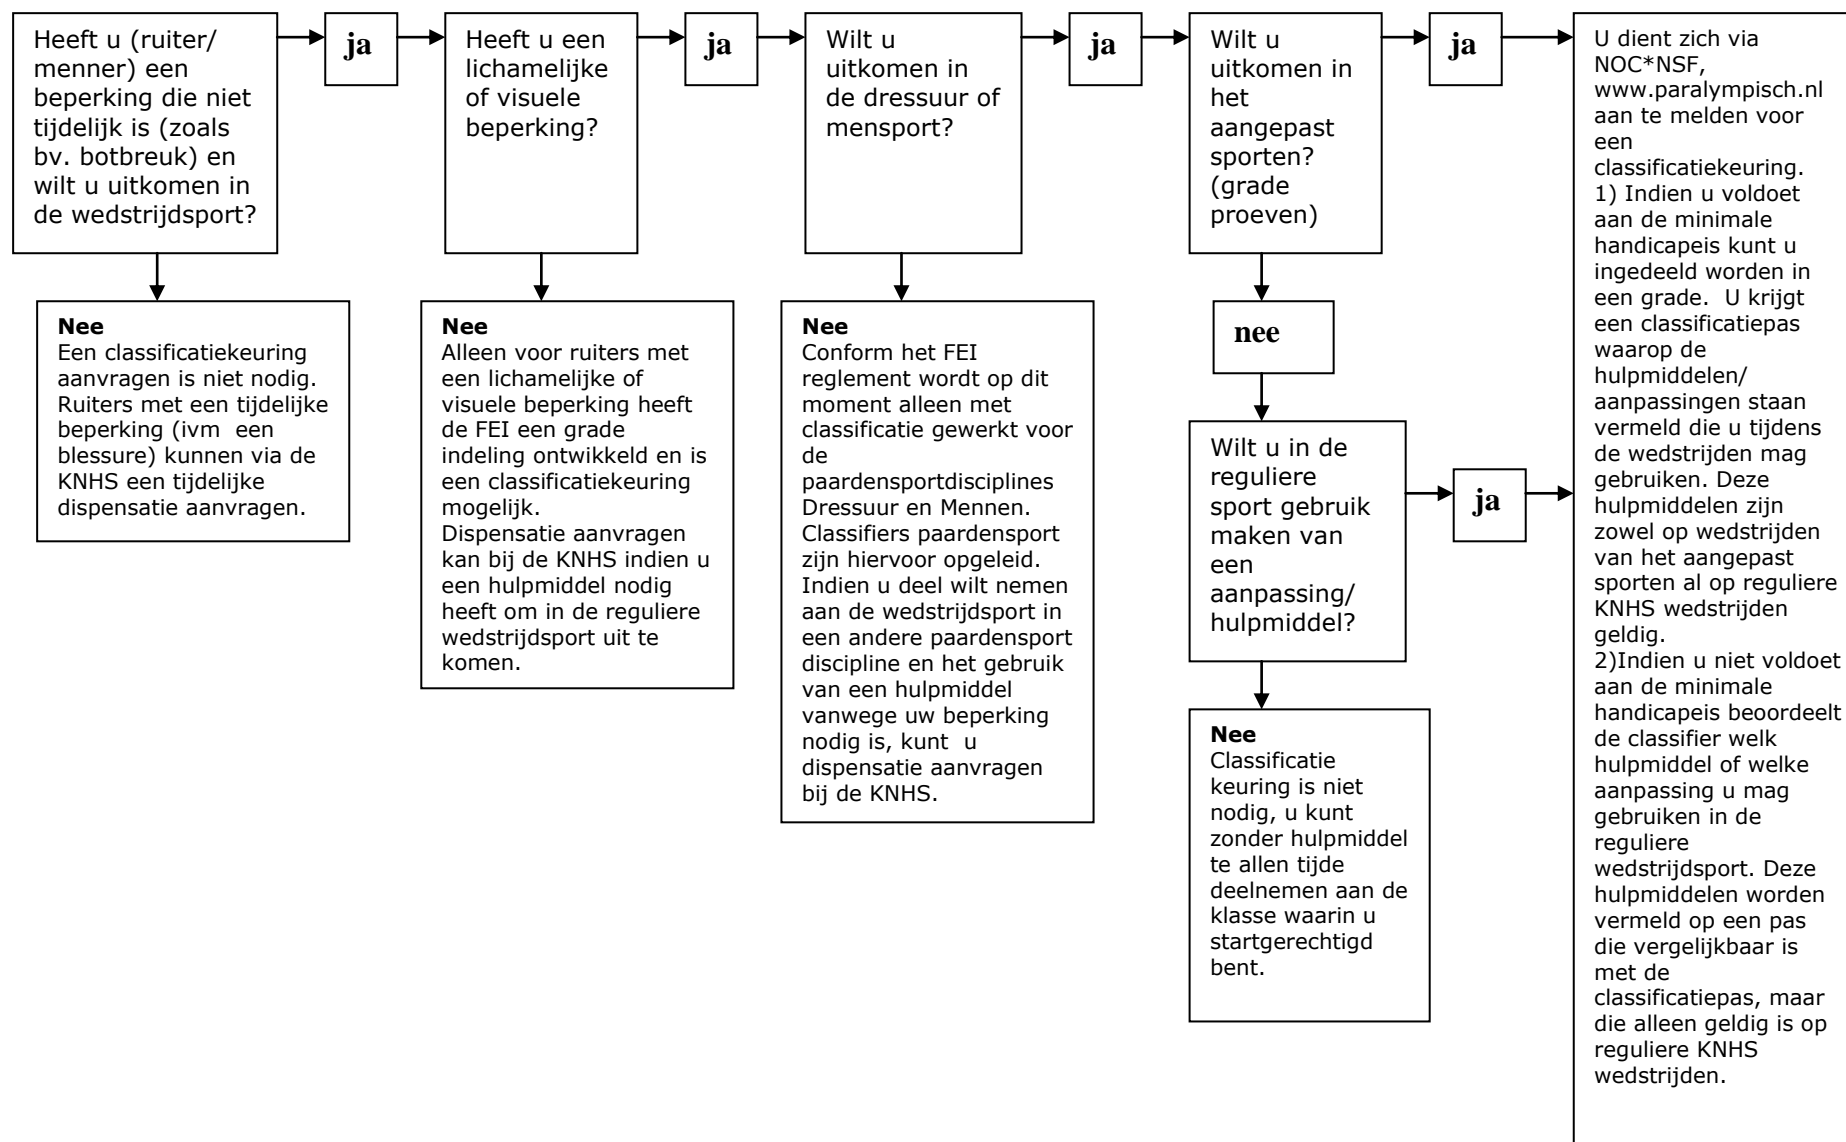 Heeft u (ruiter/
menner) een
beperking die niet
tijdelijk is (zoals
bv. botbreuk) en
wilt u uitkomen in
de wedstrijdsport?
ja
Heeft u een
lichamelijke
of visuele
beperking?
ja
Wilt u
uitkomen in
de dressuur of
mensport?
ja
Wilt u
uitkomen in
het
aangepast
sporten?
(grade
proeven)
ja
U dient zich via
NOC*NSF,
www.paralympisch.nl
aan te melden voor
een
classificatiekeuring.
1) Indien u voldoet
aan de minimale
handicapeis kunt u
ingedeeld worden in
een grade.  U krijgt
een classificatiepas
waarop de
hulpmiddelen/
aanpassingen staan
vermeld die u tijdens
de wedstrijden mag
gebruiken. Deze
hulpmiddelen zijn
zowel op wedstrijden
van het aangepast
sporten al op reguliere
KNHS wedstrijden
geldig.
2)Indien u niet voldoet
aan de minimale
handicapeis beoordeelt
de classifier welk
hulpmiddel of welke
aanpassing u mag
gebruiken in de
reguliere
wedstrijdsport. Deze
hulpmiddelen worden
vermeld op een pas
die vergelijkbaar is
met de
classificatiepas, maar
die alleen geldig is op
reguliere KNHS
wedstrijden.
Nee
Een classificatiekeuring
aanvragen is niet nodig.
Ruiters met een tijdelijke
beperking (ivm  een
blessure) kunnen via de
KNHS een tijdelijke
dispensatie aanvragen.
Nee
Alleen voor ruiters met
een lichamelijke of
visuele beperking heeft
de FEI een grade
indeling ontwikkeld en is
een classificatiekeuring
mogelijk.
Dispensatie aanvragen
kan bij de KNHS indien u
een hulpmiddel nodig
heeft om in de reguliere
wedstrijdsport uit te
komen.
Nee
Conform het FEI
reglement wordt op dit
moment alleen met
classificatie gewerkt voor
de
paardensportdisciplines
Dressuur en Mennen.
Classifiers paardensport
zijn hiervoor opgeleid.
Indien u deel wilt nemen
aan de wedstrijdsport in
een andere paardensport
discipline en het gebruik
van een hulpmiddel
vanwege uw beperking
nodig is, kunt  u
dispensatie aanvragen
bij de KNHS.
nee
Wilt u in de
reguliere
sport gebruik
maken van
een
aanpassing/
hulpmiddel?
ja
Nee
Classificatie
keuring is niet
nodig, u kunt
zonder hulpmiddel
te allen tijde
deelnemen aan de
klasse waarin u
startgerechtigd
bent.